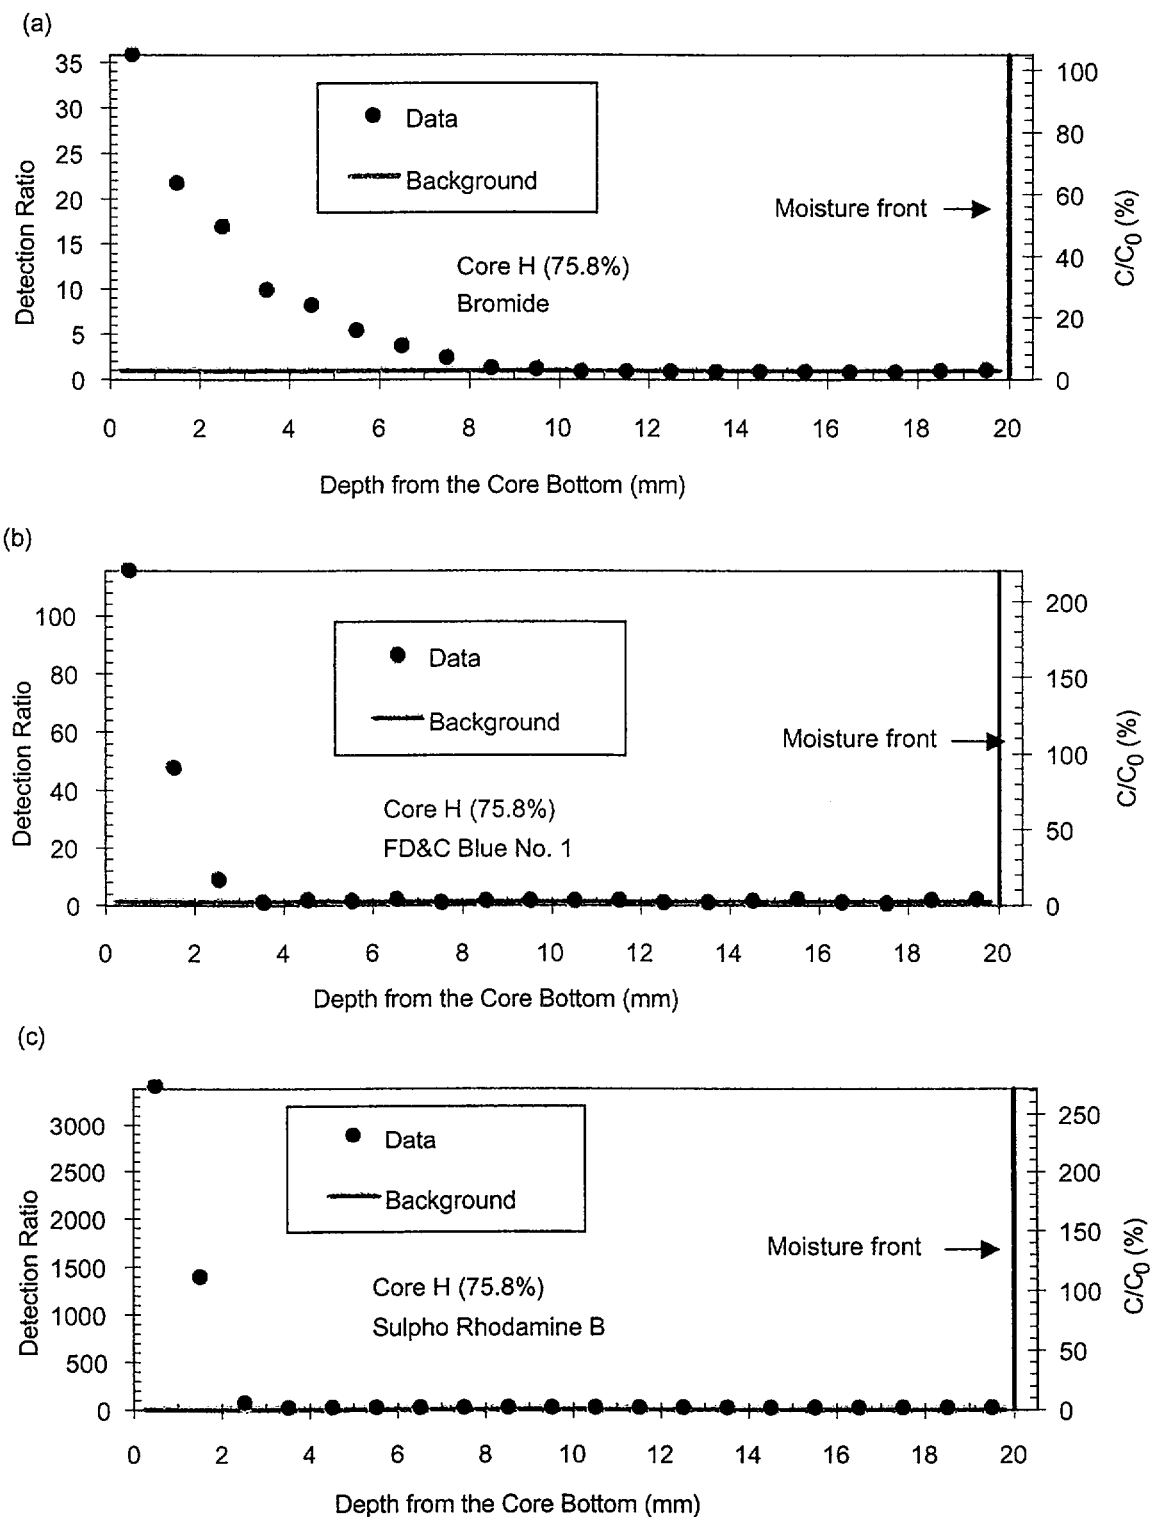 (a)
35
30
25
20
15
10
5
0
Detection Ratio
Data
Background
Core H (75.8%)
Bromide
Moisture front
100
80
60
40
20
0
C/C0 (%)
0 2 4 6 8 10 12 14 16 18 20
Depth from the Core Bottom (mm)
(b)
100
80
60
40
20
0
Detection Ratio
Data
Background
Core H (75.8%)
FD&C Blue No. 1
Moisture front
200
150
100
50
0
C/C0 (%)
0 2 4 6 8 10 12 14 16 18 20
Depth from the Core Bottom (mm)
(c)
3000
2500
2000
1500
1000
500
0
Detection Ratio
Data
Background
Core H (75.8%)
Sulpho Rhodamine B
Moisture front
250
200
150
100
50
0
C/C0 (%)
0 2 4 6 8 10 12 14 16 18 20
Depth from the Core Bottom (mm)